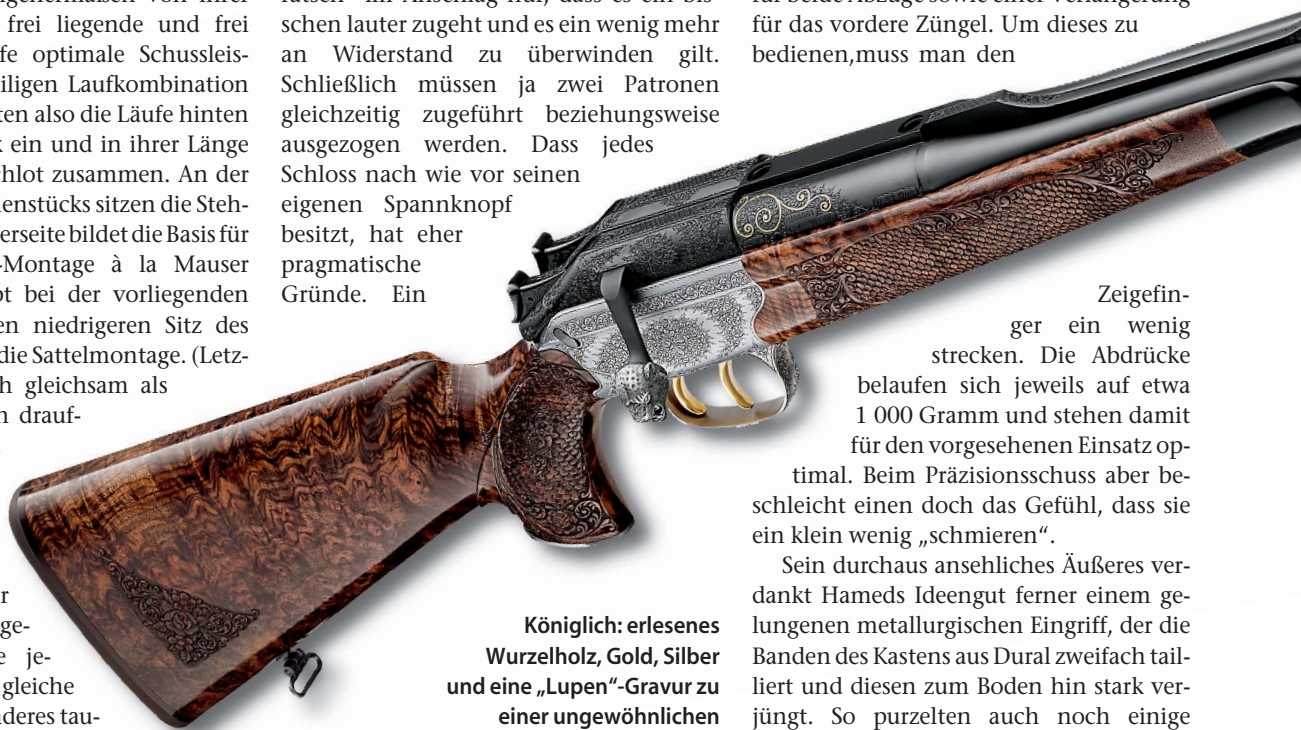 frei liegende und frei
fe optimale Schussleis-
iligen Laufkombination
ten also die Läufe hinten
k ein und in ihrer Länge
chlot zusammen. An der
enstücks sitzen die Steh-
erseite bildet die Basis für
-Montage à la Mauser
bt bei der vorliegenden
en niedrigeren Sitz des
die Sattelmontage. (Letz-
h gleichsam als
n drauf-
r
ge-
e je-
gleiche
nderes tau-
schen lauter zugeht und es ein wenig mehr
an Widerstand zu überwinden gilt.
Schließlich müssen ja zwei Patronen
gleichzeitig zugeführt beziehungsweise
ausgezogen werden. Dass jedes
Schloss nach wie vor seinen
eigenen Spannknopf
besitzt, hat eher
pragmatische
Gründe. Ein
Königlich: erlesenes
Wurzelholz, Gold, Silber
und eine „Lupen“-Gravur zu
einer ungewöhnlichen
für das vordere Züngel. Um dieses zu
bedienen,muss man den
Zeigefin-
ger ein wenig
strecken. Die Abdrücke
belaufen sich jeweils auf etwa
1 000 Gramm und stehen damit
für den vorgesehenen Einsatz op-
timal. Beim Präzisionsschuss aber be-
schleicht einen doch das Gefühl, dass sie
ein klein wenig „schmieren“.
Sein durchaus ansehliches Äußeres ver-
dankt Hameds Ideengut ferner einem ge-
lungenen metallurgischen Eingriff, der die
Banden des Kastens aus Dural zweifach tail-
liert und diesen zum Boden hin stark ver-
jüngt. So purzelten auch noch einige